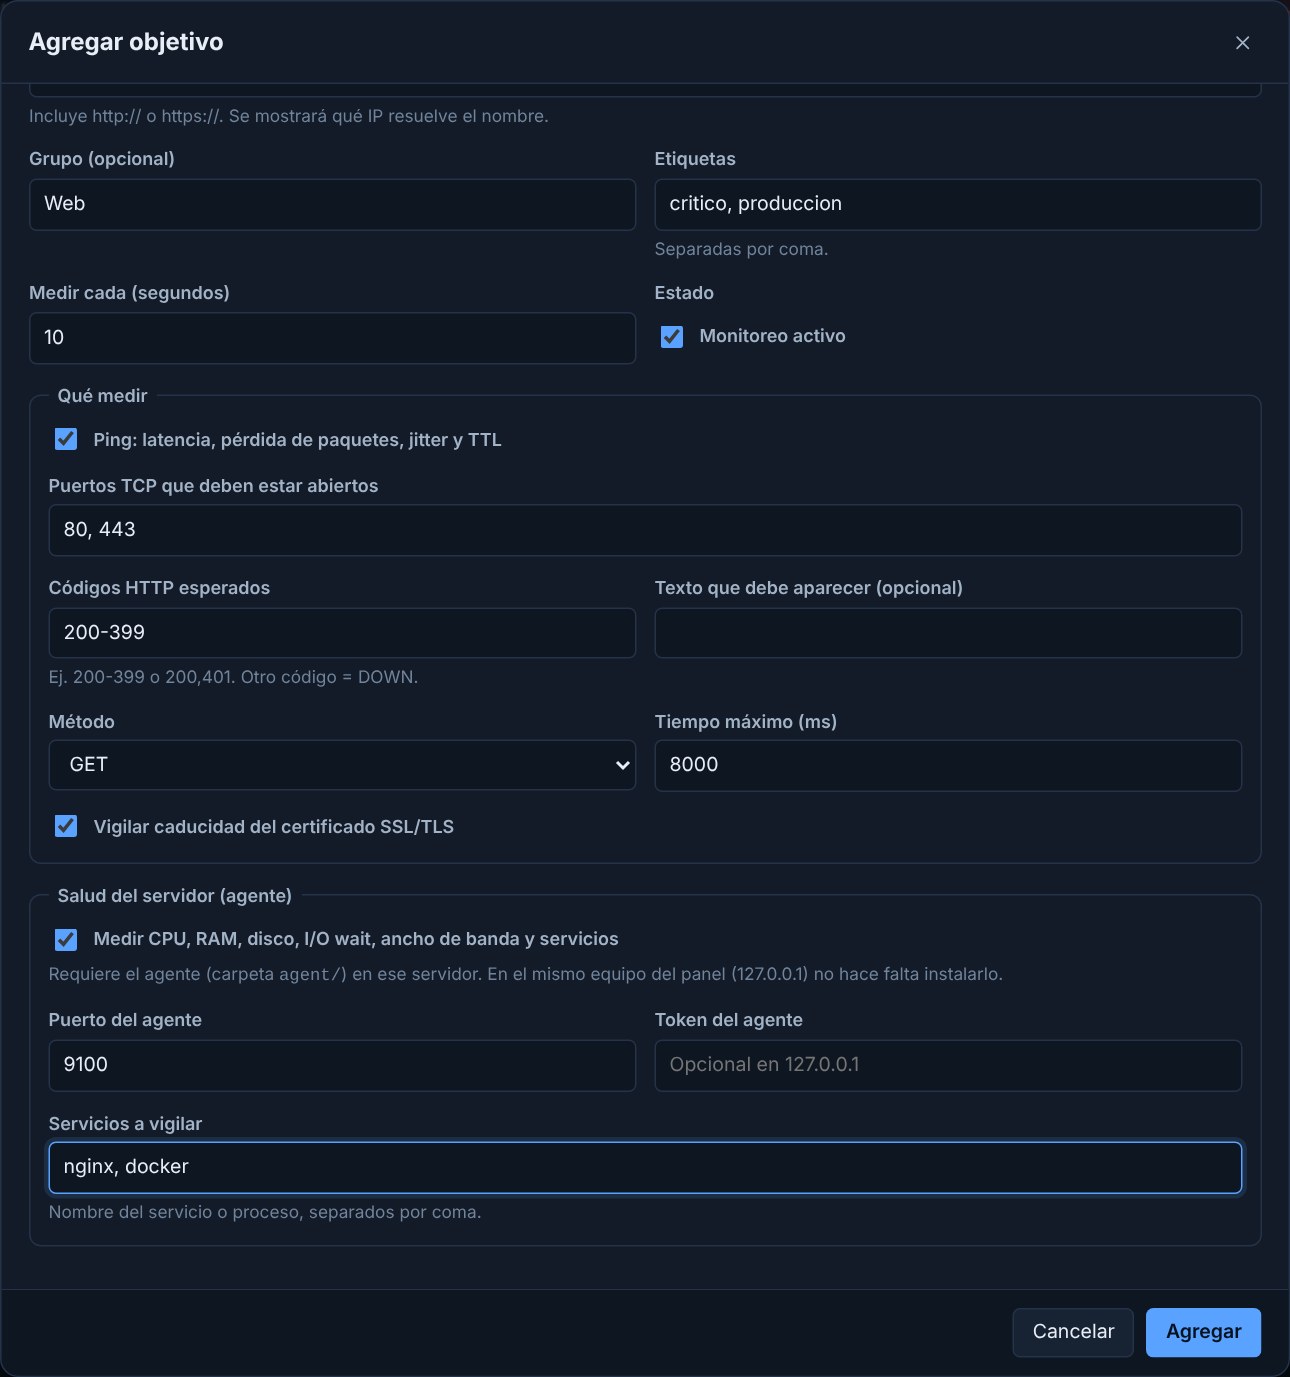 Agregar objetivo
Incluye http:// o https://. Se mostrará qué IP resuelve el nombre.
Grupo (opcional)
Etiquetas
Web
critico, produccion
Separadas por coma.
Medir cada (segundos)
Estado
10
Monitoreo activo
Qué medir
Ping: latencia, pérdida de paquetes, jitter y TTL
Puertos TCP que deben estar abiertos
80, 443
Códigos HTTP esperados
Texto que debe aparecer (opcional)
200-399
Ej. 200-399 o 200,401. Otro código = DOWN.
Método
Tiempo máximo (ms)
GET
8000
Vigilar caducidad del certificado SSL/TLS
Salud del servidor (agente)
Medir CPU, RAM, disco, I/O wait, ancho de banda y servicios
Requiere el agente (carpeta agent/) en ese servidor. En el mismo equipo del panel (127.0.0.1) no hace falta instalarlo.
Puerto del agente
Token del agente
9100
Opcional en 127.0.0.1
Servicios a vigilar
nginx, docker
Nombre del servicio o proceso, separados por coma.
Cancelar
Agregar